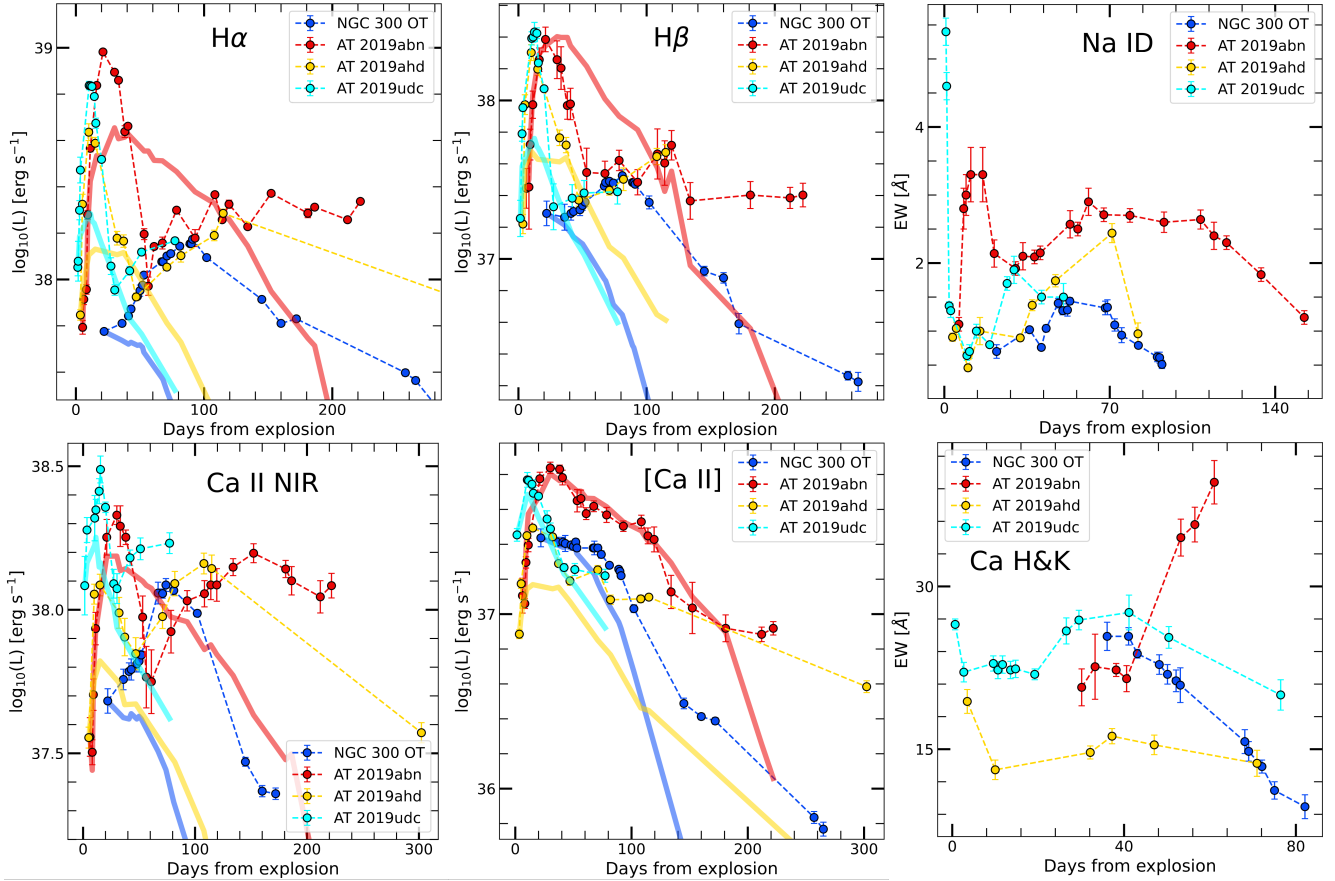 Hα
NGC 300 OT
AT 2019abn
AT 2019ahd
AT 2019udc
39
38
log₁₀(L) [erg s⁻¹]
0 100 200
Days from explosion
Hβ
NGC 300 OT
AT 2019abn
AT 2019ahd
AT 2019udc
38
37
log₁₀(L) [erg s⁻¹]
0 100 200
Days from explosion
Na ID
NGC 300 OT
AT 2019abn
AT 2019ahd
AT 2019udc
4
2
EW [Å]
0 70 140
Days from explosion
Ca II NIR
38.5
38.0
37.5
log₁₀(L) [erg s⁻¹]
NGC 300 OT
AT 2019abn
AT 2019ahd
AT 2019udc
0 100 200 300
Days from explosion
[Ca II]
NGC 300 OT
AT 2019abn
AT 2019ahd
AT 2019udc
37
36
log₁₀(L) [erg s⁻¹]
0 100 200 300
Days from explosion
NGC 300 OT
AT 2019abn
AT 2019ahd
AT 2019udc
Ca H&K
30
15
EW [Å]
0 40 80
Days from explosion